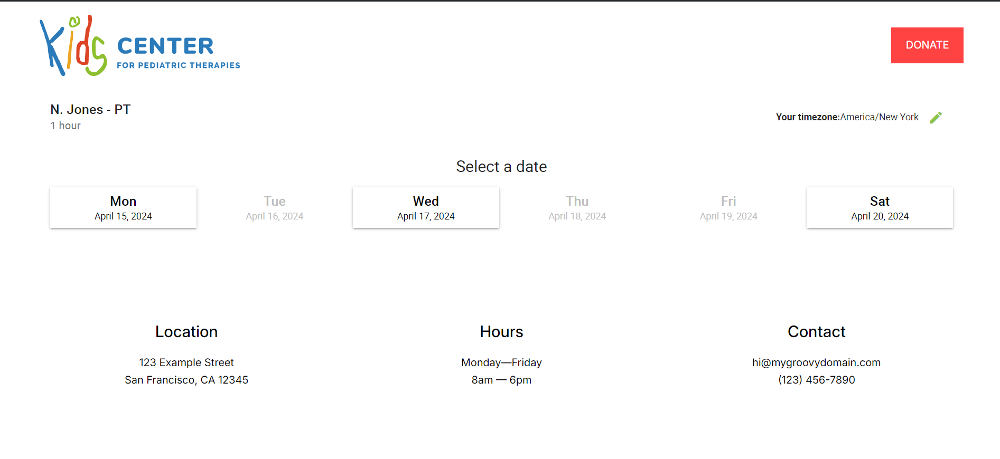 Kids CENTER
FOR PEDIATRIC THERAPIES
DONATE
N. Jones - PT
1 hour
Your timezone:America/New York
Select a date
Mon
April 15, 2024
Tue
April 16, 2024
Wed
April 17, 2024
Thu
April 18, 2024
Fri
April 19, 2024
Sat
April 20, 2024
Location
123 Example Street
San Francisco, CA 12345
Hours
Monday—Friday
8am — 6pm
Contact
hi@mygroovydomain.com
(123) 456-7890